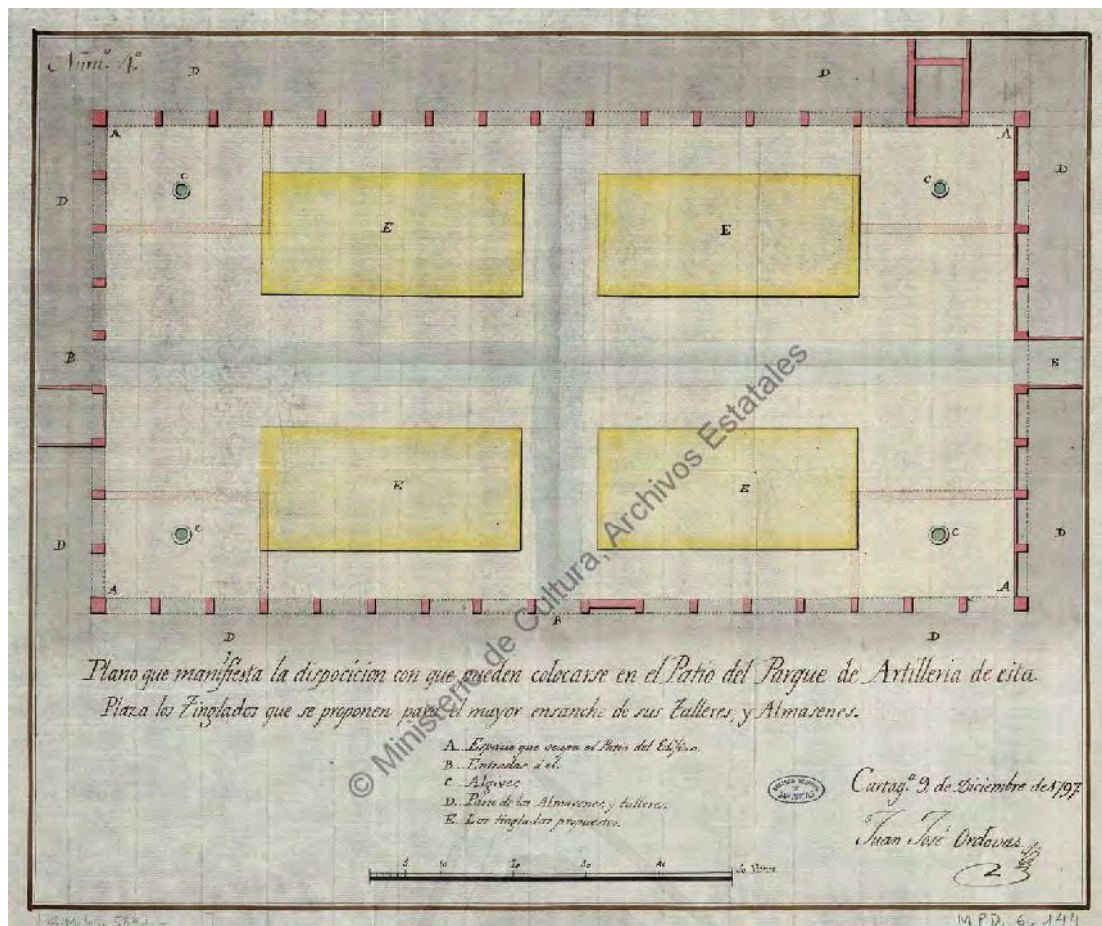 Núm.º 4.º
D
D
A
A
C
C
D
D
E
E
B
E
E
E
D
D
C
C
A
A
B
D
D
Plano que manifiesta la dispocicion con que pueden colocarse en el Patio del Parque de Artilleria de esta
Plaza los Tinglados que se proponen para el mayor ensanche de sus Talleres, y Almasenes.
A. Espacio que ocupa el Patio del Edificio.
B. Entradas á él.
C. Algives.
D. Parte de los Almasenes, y talleres.
E. Los tinglados propuestos.
Cartag.ª 9, de Diciembre de 1797
Juan José Ordovas
5 10 20 30 40 50 Varas
© Ministerio de Cultura, Archivos Estatales
M.P.D. 6. 144